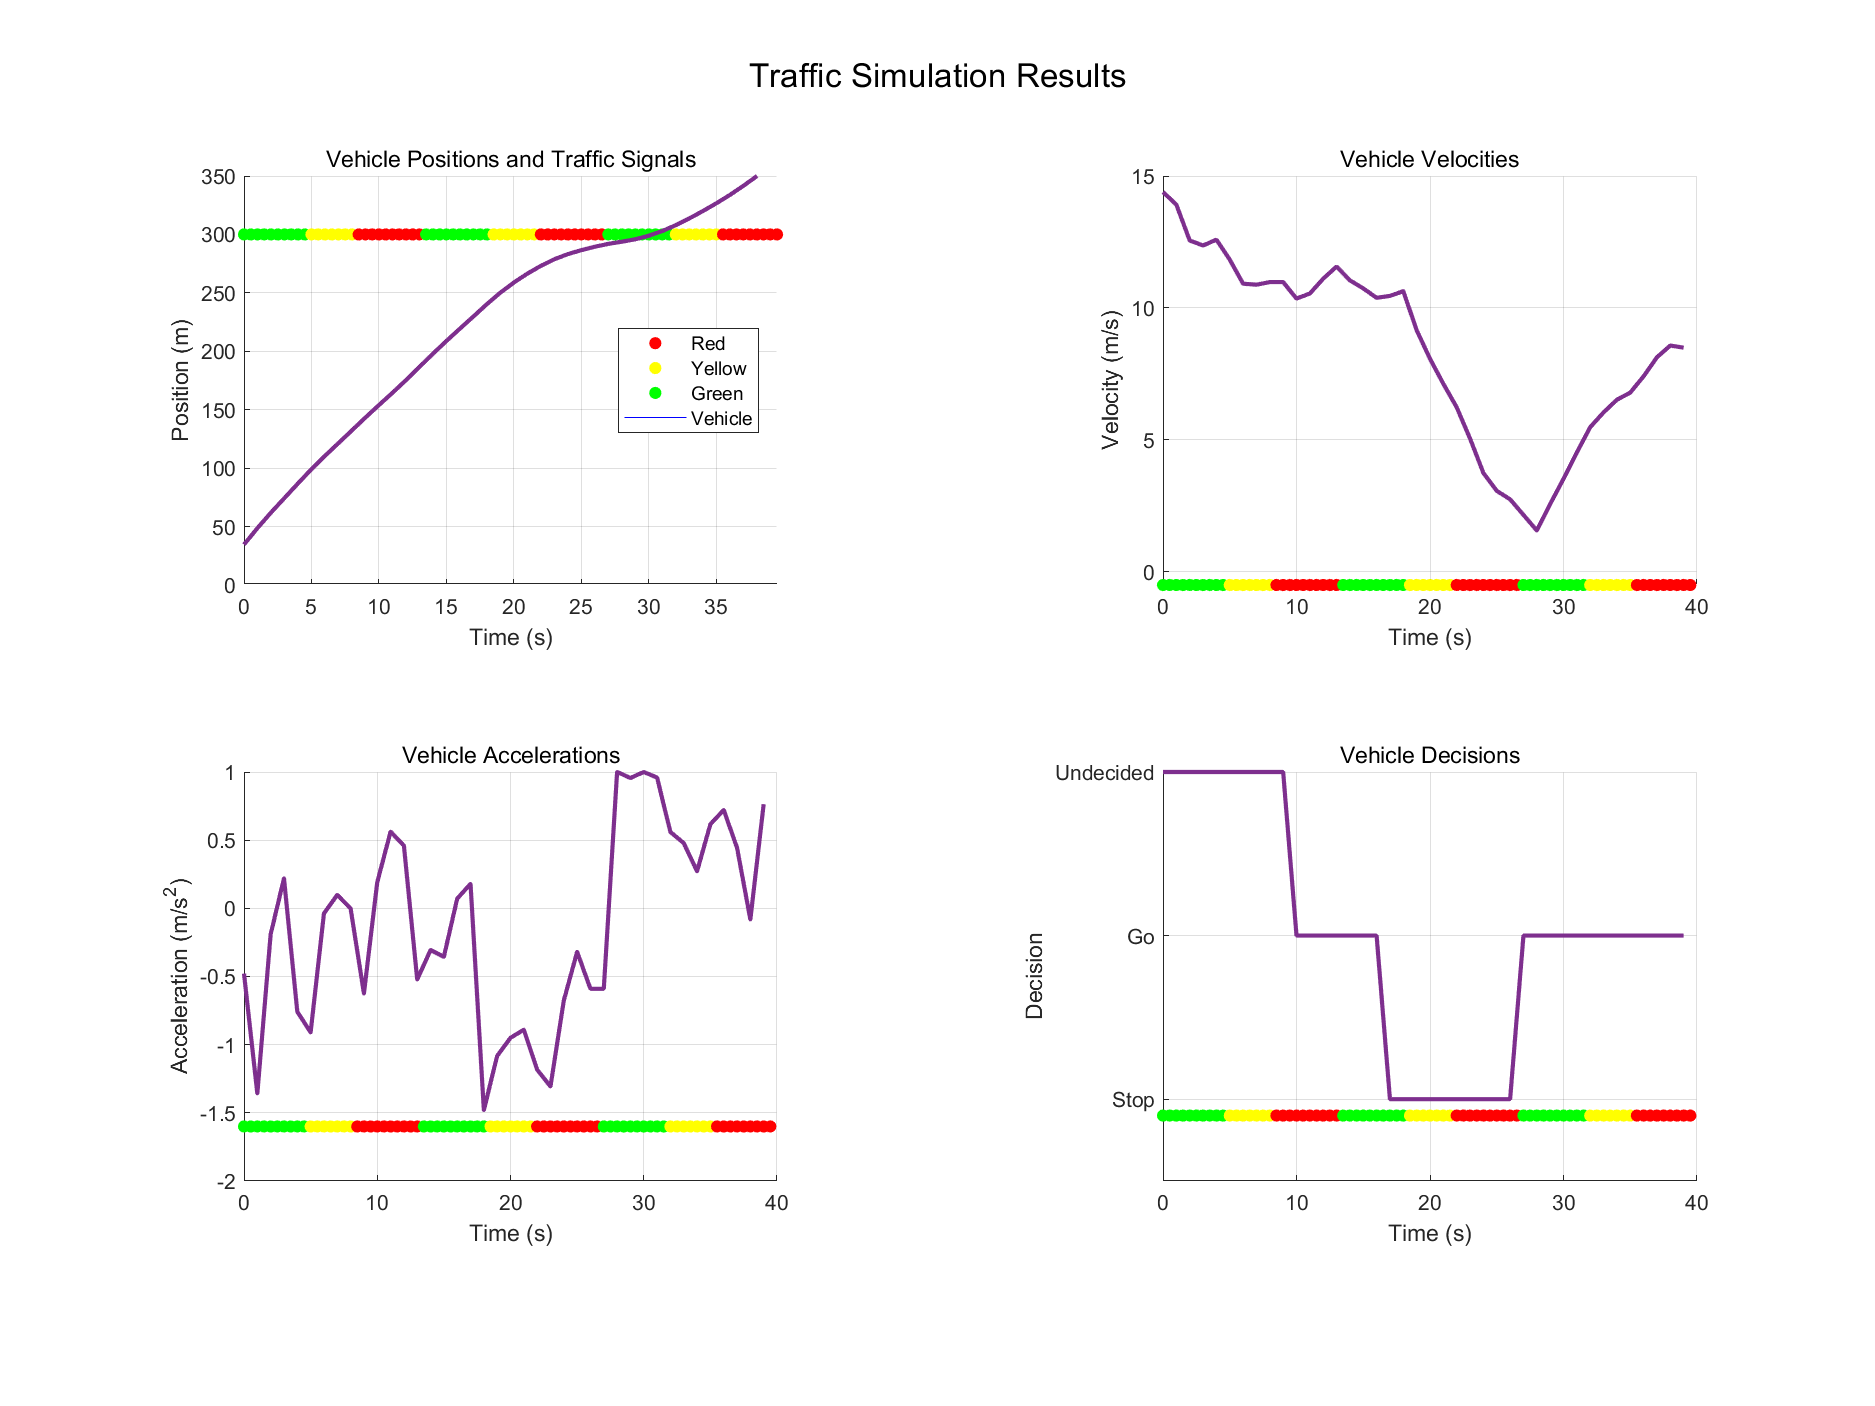 Traffic Simulation Results
Vehicle Positions and Traffic Signals
350
300
250
200
150
100
50
0
Position (m)
0 5 10 15 20 25 30 35
Time (s)
Red
Yellow
Green
Vehicle
Vehicle Velocities
15
10
5
0
Velocity (m/s)
0 10 20 30 40
Time (s)
Vehicle Accelerations
1
0.5
0
-0.5
-1
-1.5
-2
Acceleration (m/s²)
0 10 20 30 40
Time (s)
Vehicle Decisions
Undecided
Go
Stop
Decision
0 10 20 30 40
Time (s)